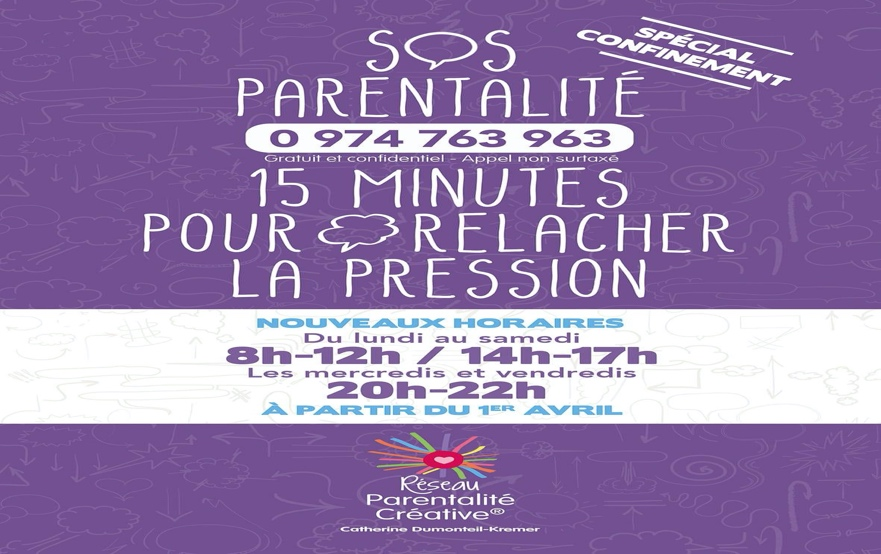 SPÉCIAL
CONFINEMENT
SOS
PARENTALITÉ
0 974 763 963
Gratuit et confidentiel - Appel non surtaxé
15 MINUTES
POUR RELACHER
LA PRESSION
NOUVEAUX HORAIRES
Du lundi au samedi
8h-12h / 14h-17h
Les mercredis et vendredis
20h-22h
À PARTIR DU 1ER AVRIL
Réseau
Parentalité
Créative®
Catherine Dumonteil-Kremer